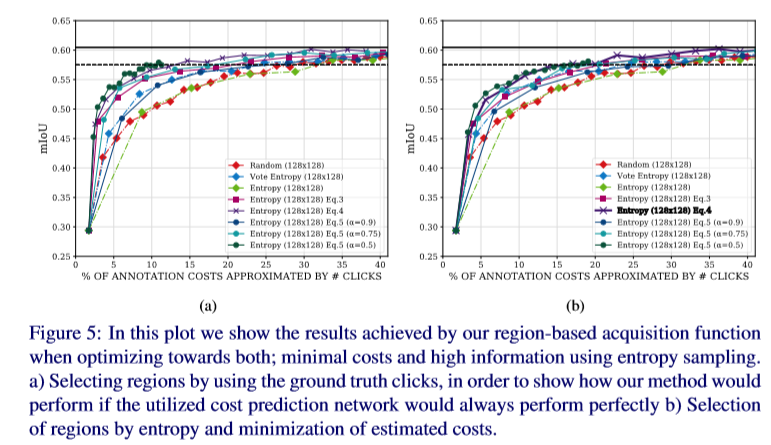 0.65
0.60
0.55
0.50
0.45
0.40
0.35
0.30
0.25
mIoU
Random (128x128)
Vote Entropy (128x128)
Entropy (128x128)
Entropy (128x128) Eq.3
Entropy (128x128) Eq.4
Entropy (128x128) Eq.5 (α=0.9)
Entropy (128x128) Eq.5 (α=0.75)
Entropy (128x128) Eq.5 (α=0.5)
0 5 10 15 20 25 30 35 40
% OF ANNOTATION COSTS APPROXIMATED BY # CLICKS
(a)
0.65
0.60
0.55
0.50
0.45
0.40
0.35
0.30
0.25
mIoU
Random (128x128)
Vote Entropy (128x128)
Entropy (128x128)
Entropy (128x128) Eq.3
Entropy (128x128) Eq.4
Entropy (128x128) Eq.5 (α=0.9)
Entropy (128x128) Eq.5 (α=0.75)
Entropy (128x128) Eq.5 (α=0.5)
0 5 10 15 20 25 30 35 40
% OF ANNOTATION COSTS APPROXIMATED BY # CLICKS
(b)
Figure 5: In this plot we show the results achieved by our region-based acquisition function
when optimizing towards both; minimal costs and high information using entropy sampling.
a) Selecting regions by using the ground truth clicks, in order to show how our method would
perform if the utilized cost prediction network would always perform perfectly b) Selection
of regions by entropy and minimization of estimated costs.